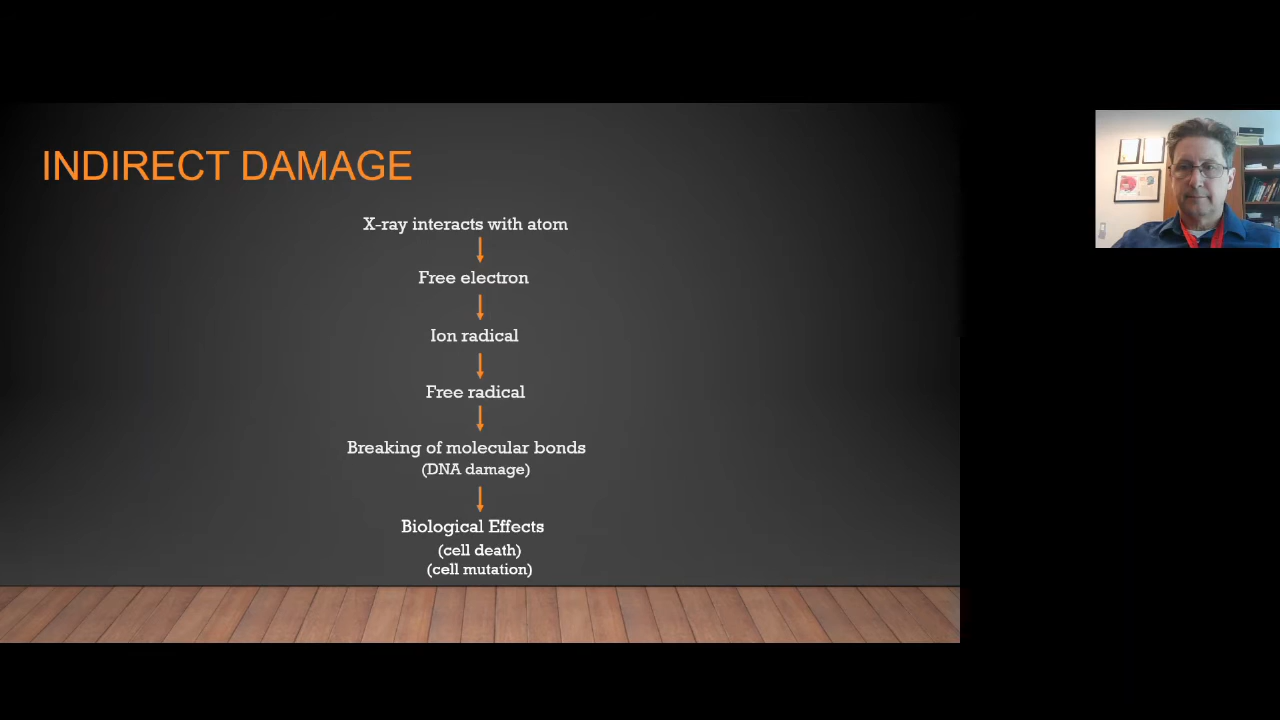 INDIRECT DAMAGE
X-ray interacts with atom
Free electron
Ion radical
Free radical
Breaking of molecular bonds
(DNA damage)
Biological Effects
(cell death)
(cell mutation)